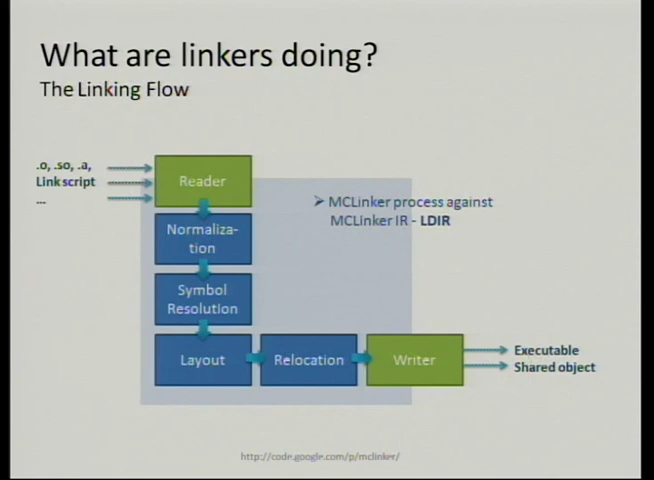 What are linkers doing?
The Linking Flow
.o, .so, .a,
Link script
...
Reader
➢ MCLinker process against
MCLinker IR - LDIR
Normaliza-
tion
Symbol
Resolution
Layout
Relocation
Writer
Executable
Shared object
http://code.google.com/p/mclinker/